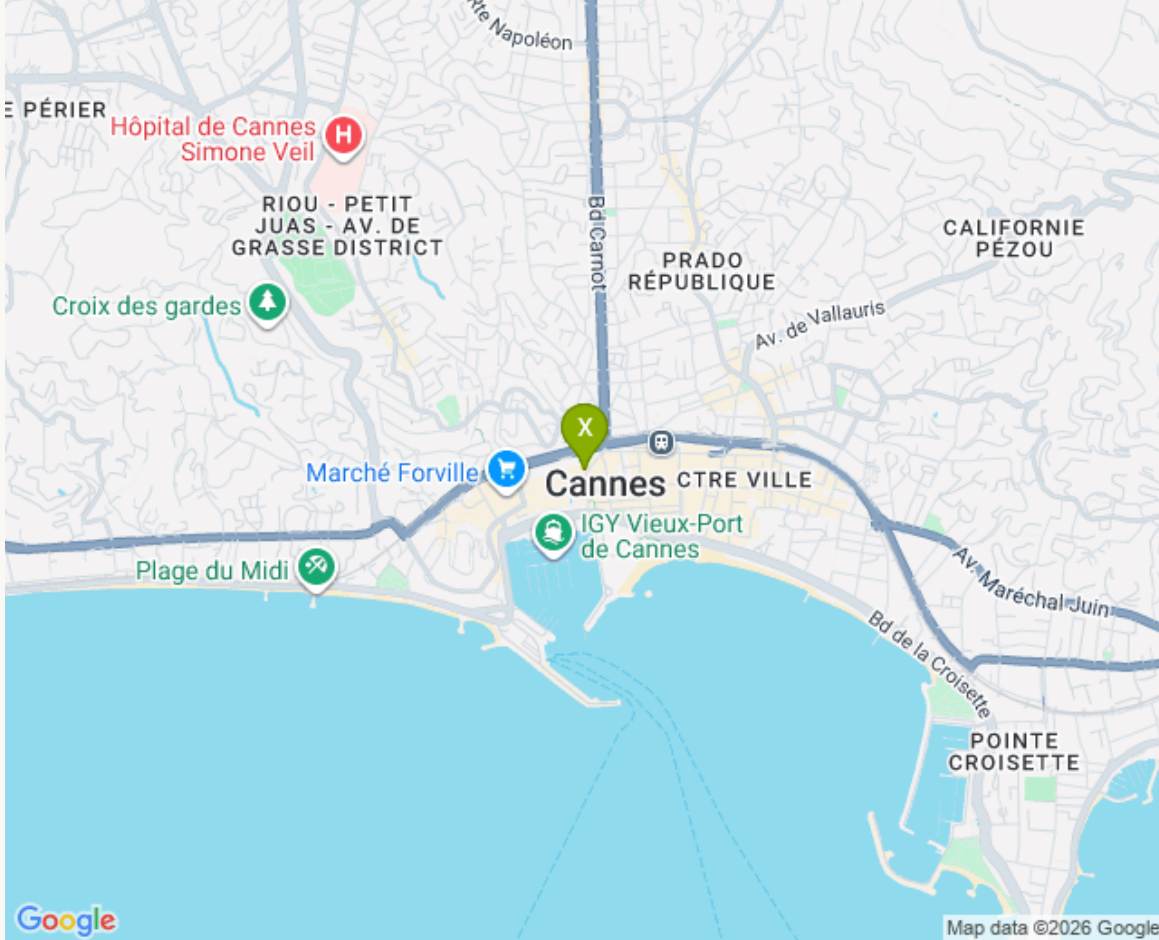 Rte Napoléon
E PÉRIER
Hôpital de Cannes
Simone Veil
H
RIOU - PETIT
JUAS - AV. DE
GRASSE DISTRICT
Bd Carnot
CALIFORNIE
PÉZOU
PRADO
RÉPUBLIQUE
Croix des gardes
Av. de Vallauris
X
Marché Forville
Cannes
CTRE VILLE
IGY Vieux-Port
de Cannes
Plage du Midi
Av. Maréchal Juin
Bd de la Croisette
POINTE
CROISETTE
Google
Map data ©2026 Google